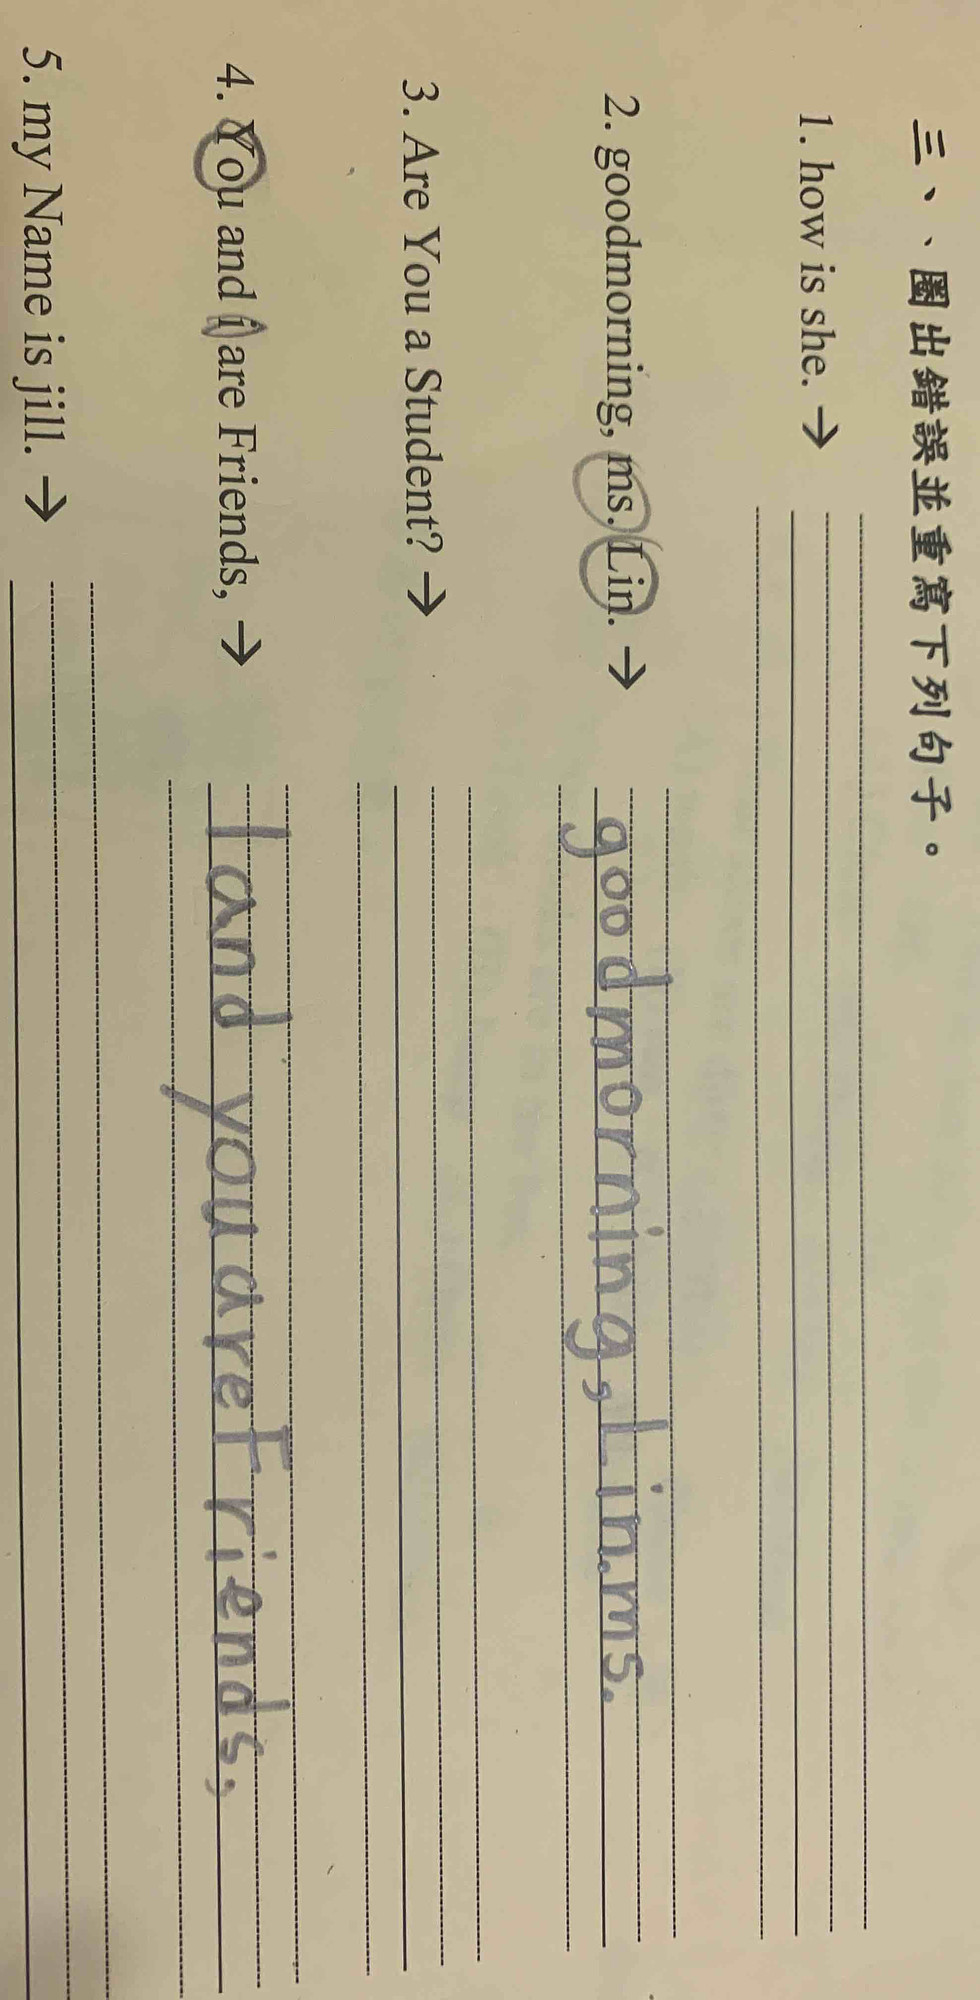 三、、圈出錯誤並重寫下列句子。
1. how is she. →
2. goodmorning, ms. Lin. → goodmorning, Lin.ms.
3. Are You a Student? →
4. You and i are Friends, → I and you are Friends,
5. my Name is jill. →